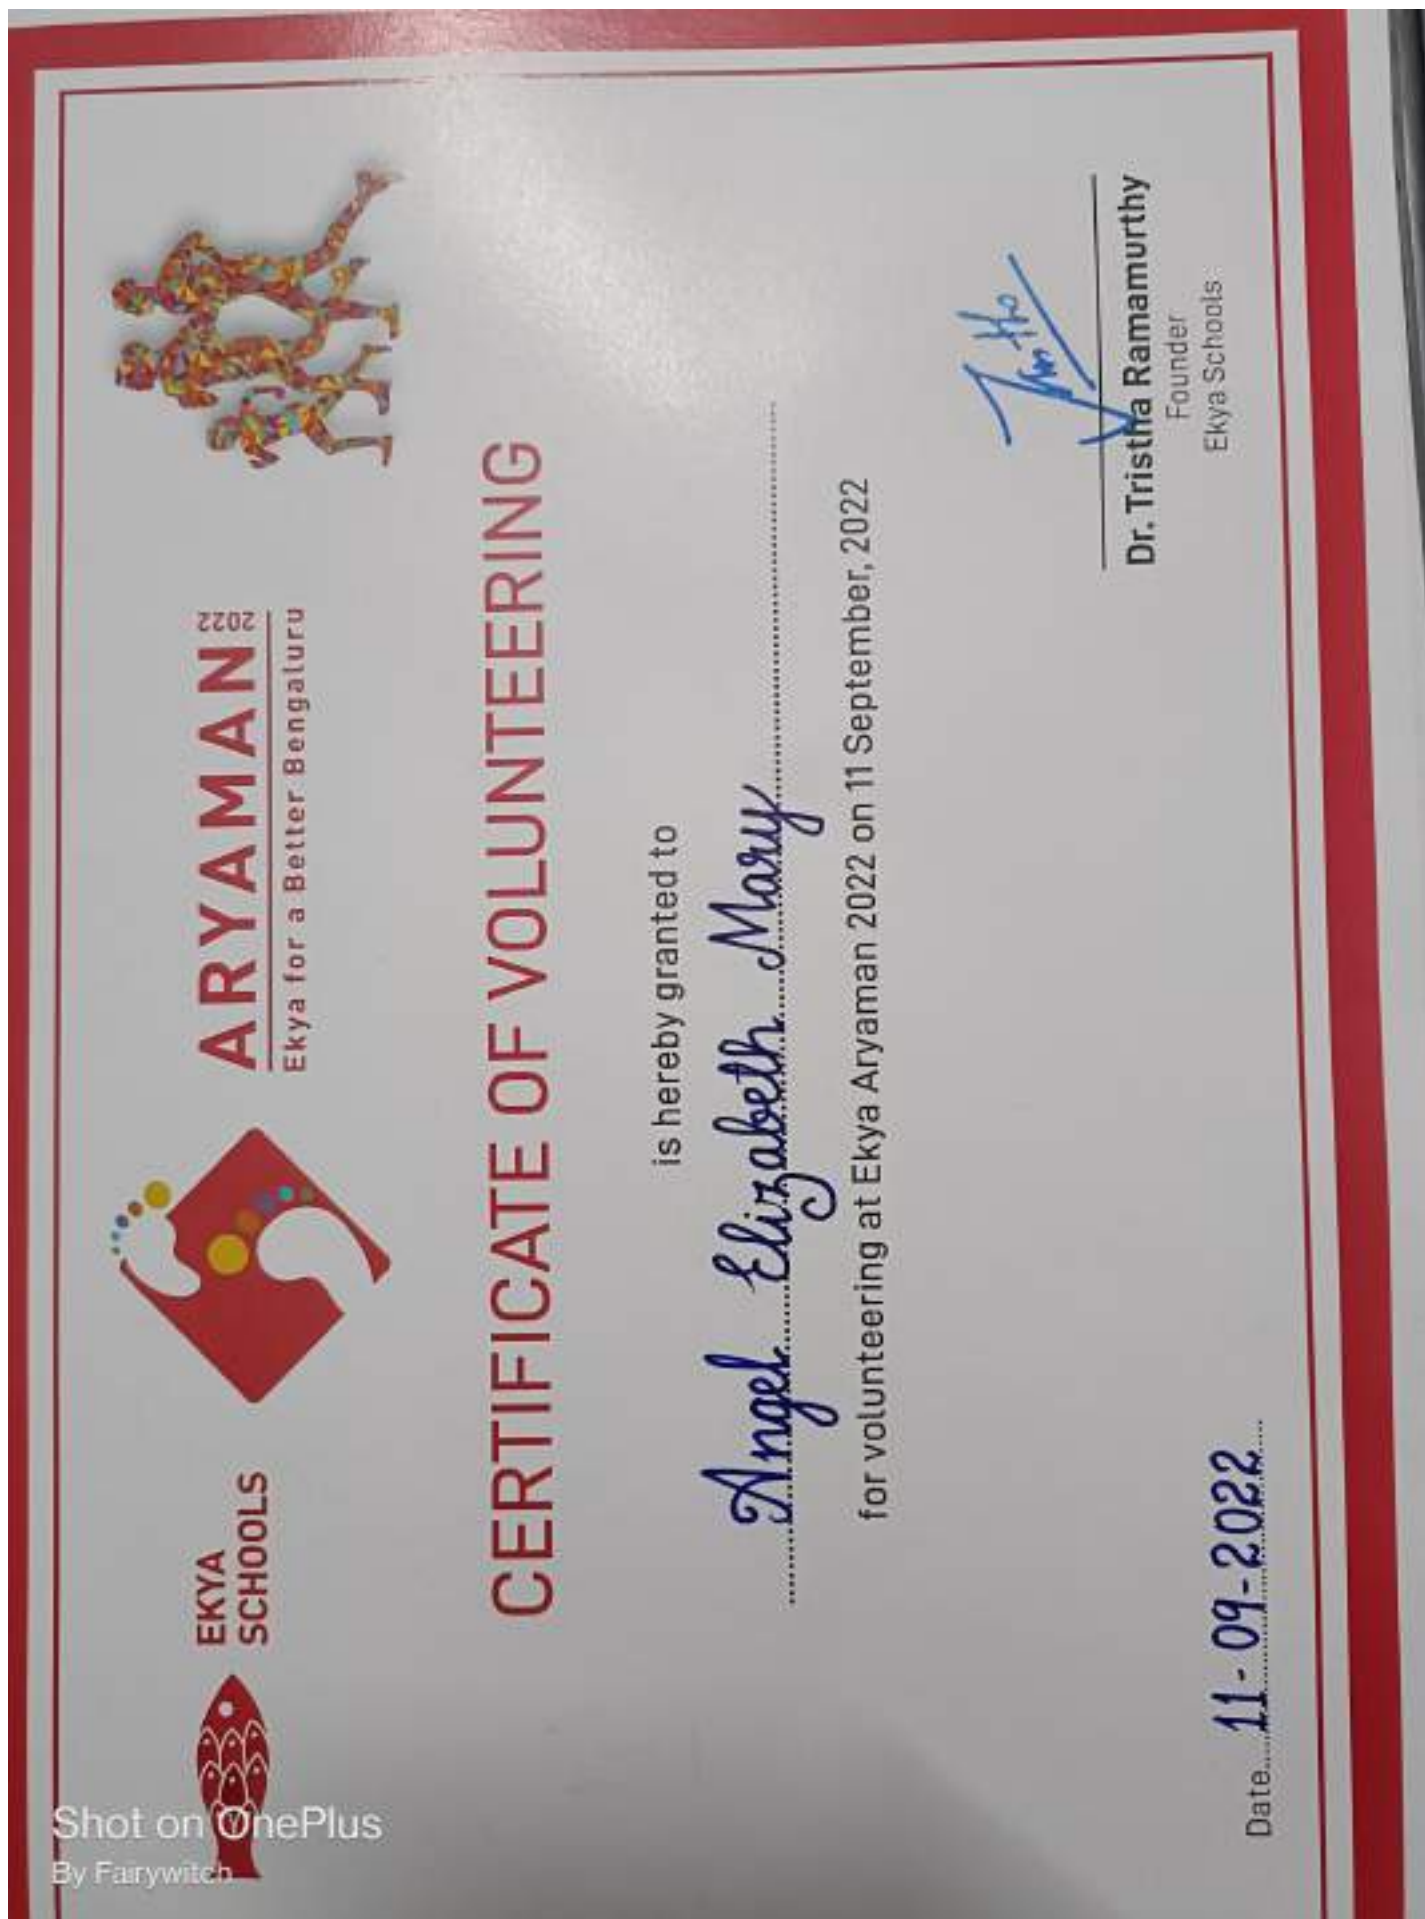 EKYA
SCHOOLS
ARYAMAN 2022
Ekya for a Better Bengaluru
CERTIFICATE OF VOLUNTEERING
is hereby granted to
Angel Elizabeth Mary
for volunteering at Ekya Aryaman 2022 on 11 September, 2022
Dr. Tristha Ramamurthy
Founder
Ekya Schools
Date 11-09-2022
Shot on OnePlus
By Fairywitch